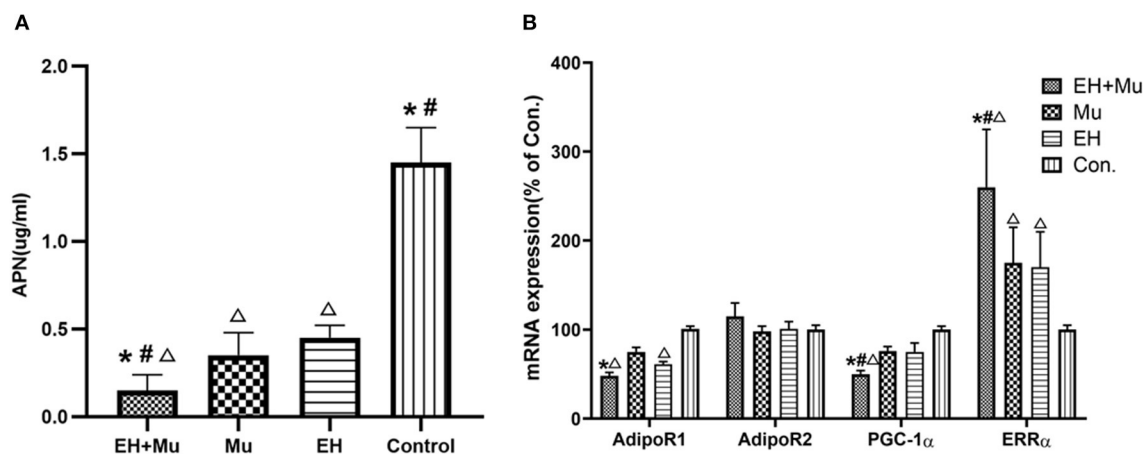 A
APN(ug/ml)
2.0
1.5
1.0
0.5
0.0
*#△
△
△
*#
EH+Mu Mu EH Control
B
mRNA expression(% of Con.)
400
300
200
100
0
*△
△
*#△
*#△
△
△
AdipoR1 AdipoR2 PGC-1α ERRα
EH+Mu
Mu
EH
Con.